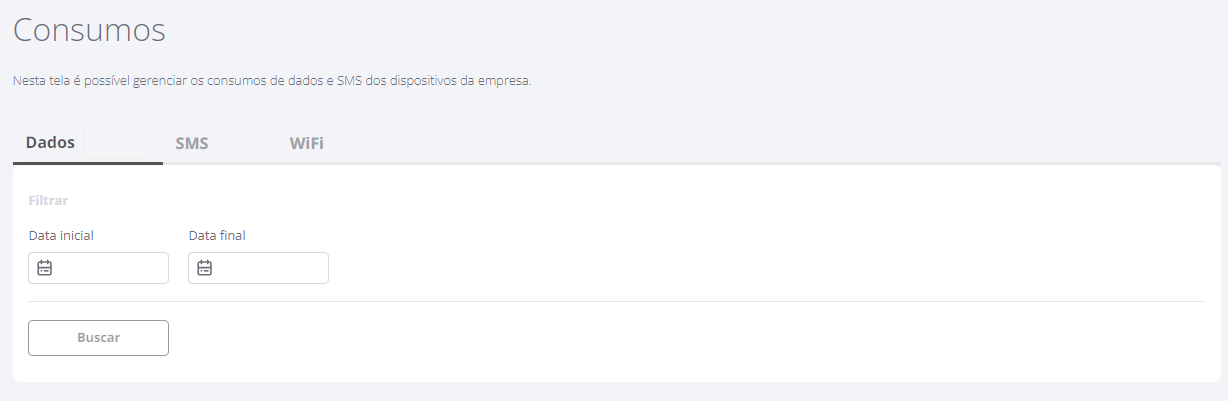 Consumos
Nesta tela é possível gerenciar os consumos de dados e SMS dos dispositivos da empresa.
Dados SMS WiFi
Filtrar
Data inicial Data final
Buscar